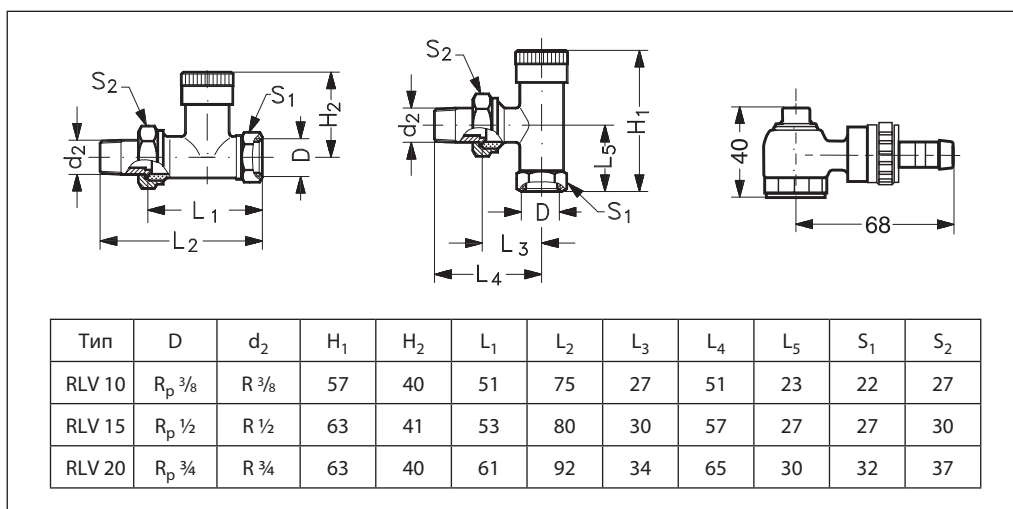 S₂
S₁
H₂
d₂
D
L₁
L₂
S₂
d₂
H₁
L₅
D
S₁
L₃
L₄
40
68
Тип D d₂ H₁ H₂ L₁ L₂ L₃ L₄ L₅ S₁ S₂
RLV 10 Rₚ ⅜ R ⅜ 57 40 51 75 27 51 23 22 27
RLV 15 Rₚ ½ R ½ 63 41 53 80 30 57 27 27 30
RLV 20 Rₚ ¾ R ¾ 63 40 61 92 34 65 30 32 37